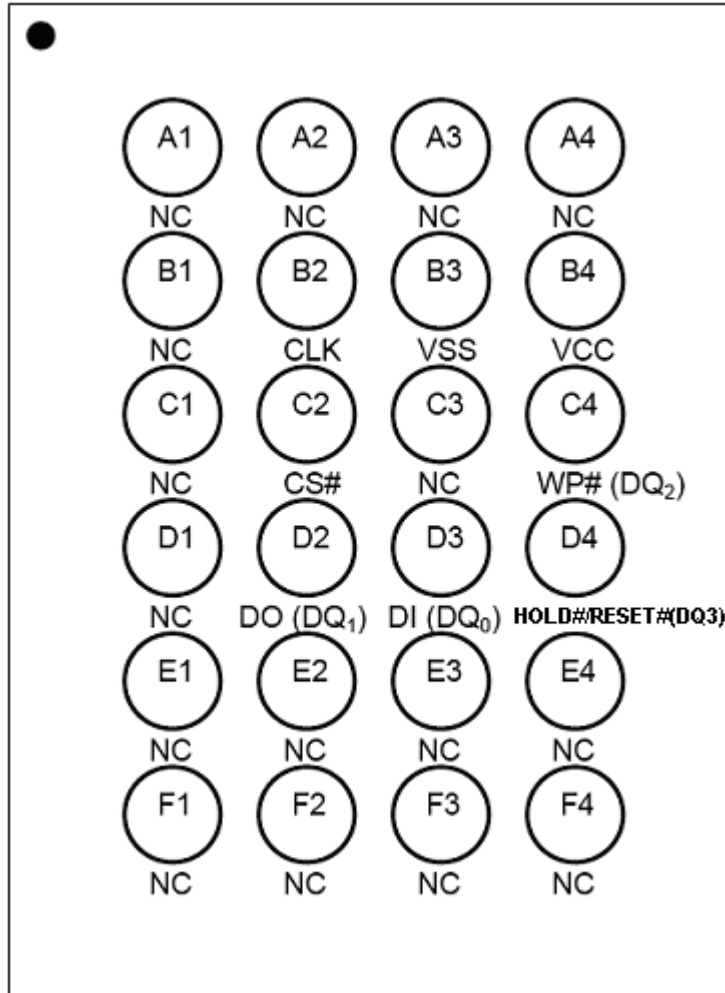 A1 A2 A3 A4
NC NC NC NC
B1 B2 B3 B4
NC CLK VSS VCC
C1 C2 C3 C4
NC CS# NC WP# (DQ₂)
D1 D2 D3 D4
NC DO (DQ₁) DI (DQ₀) HOLD#/RESET#(DQ3)
E1 E2 E3 E4
NC NC NC NC
F1 F2 F3 F4
NC NC NC NC